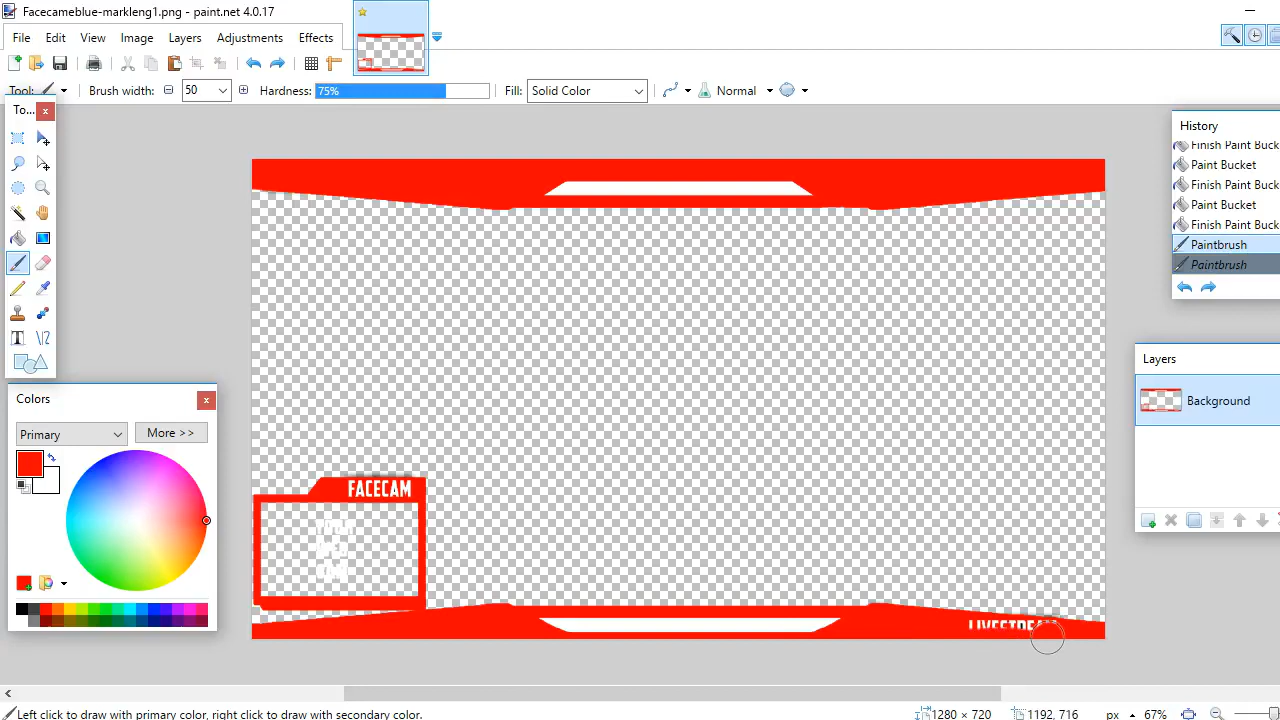 Facecameblue-markleng1.png - paint.net 4.0.17
File Edit View Image Layers Adjustments Effects
Tool: Brush width: 50 Hardness: 75% Fill: Solid Color Normal
To...
History
Finish Paint Buck
Paint Bucket
Finish Paint Buck
Paint Bucket
Finish Paint Buck
Paintbrush
Paintbrush
Layers
Background
Colors
Primary More >>
FACECAM
YOUR
WEB
CAM
Left click to draw with primary color, right click to draw with secondary color.
1280 × 720 1192, 716 px 67%